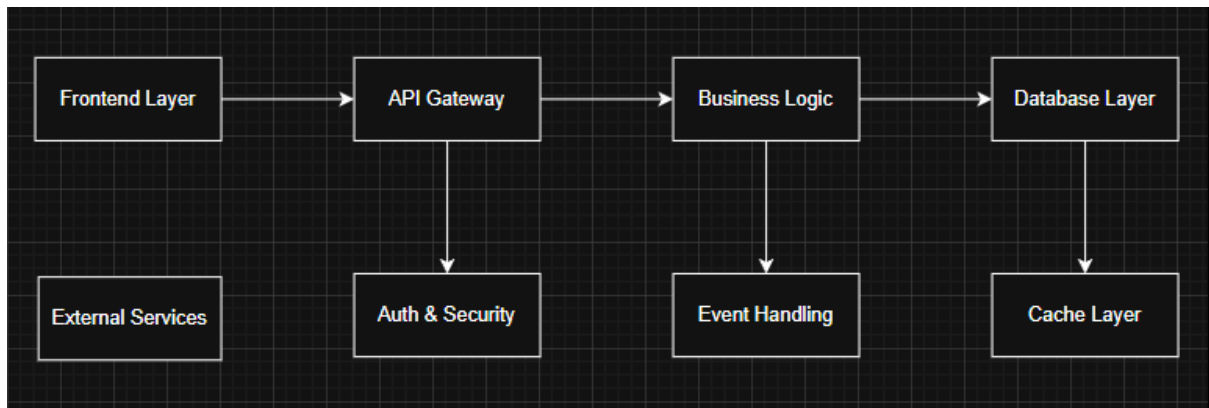 Frontend Layer
API Gateway
Business Logic
Database Layer
External Services
Auth & Security
Event Handling
Cache Layer